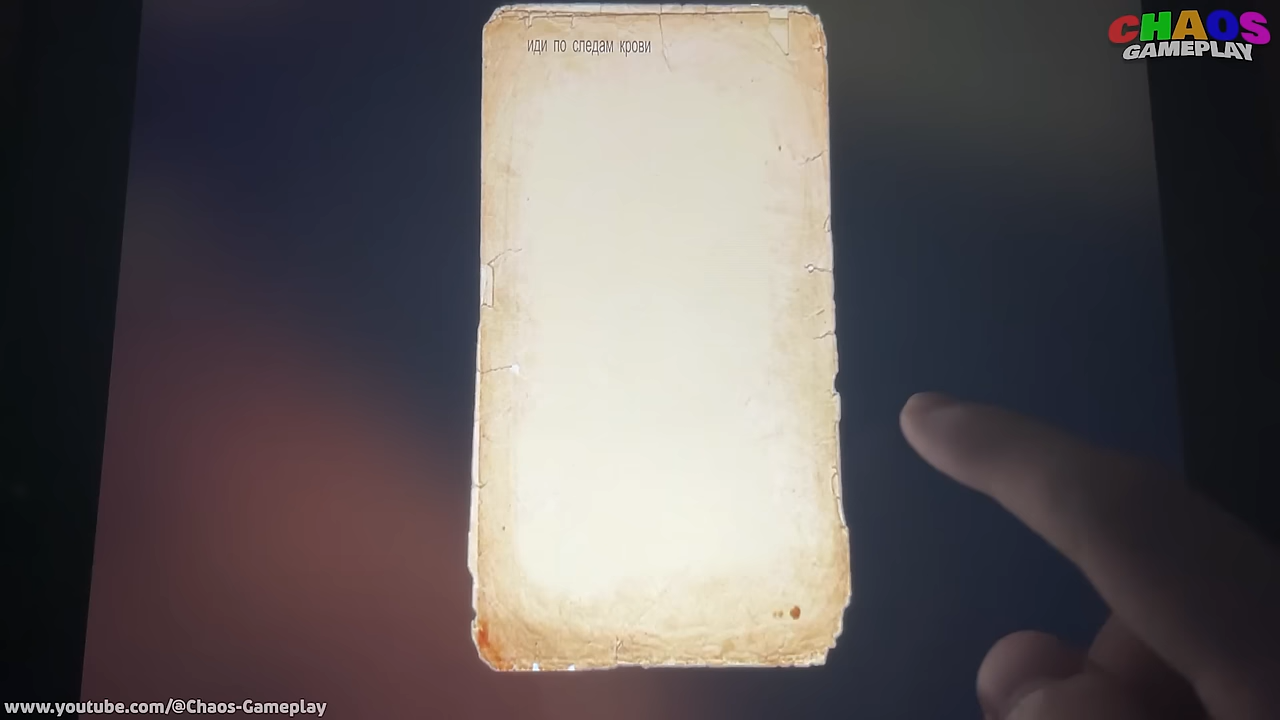 CHAOS
GAMEPLAY
иди по следам крови
www.youtube.com/@Chaos-Gameplay